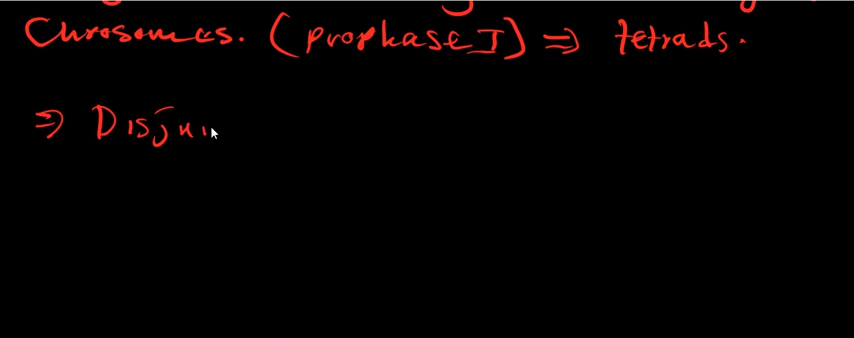 Chrosomes. (prophase I) ⇒ tetrads.
⇒ Disjun